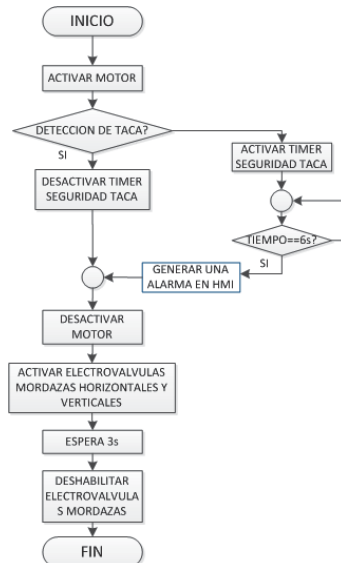 INICIO
ACTIVAR MOTOR
DETECCION DE TACA?
SI
DESACTIVAR TIMER
SEGURIDAD TACA
ACTIVAR TIMER
SEGURIDAD TACA
TIEMPO==6s?
SI
GENERAR UNA
ALARMA EN HMI
DESACTIVAR
MOTOR
ACTIVAR ELECTROVALVULAS
MORDAZAS HORIZONTALES Y
VERTICALES
ESPERA 3s
DESHABILITAR
ELECTROVALVULA
S MORDAZAS
FIN